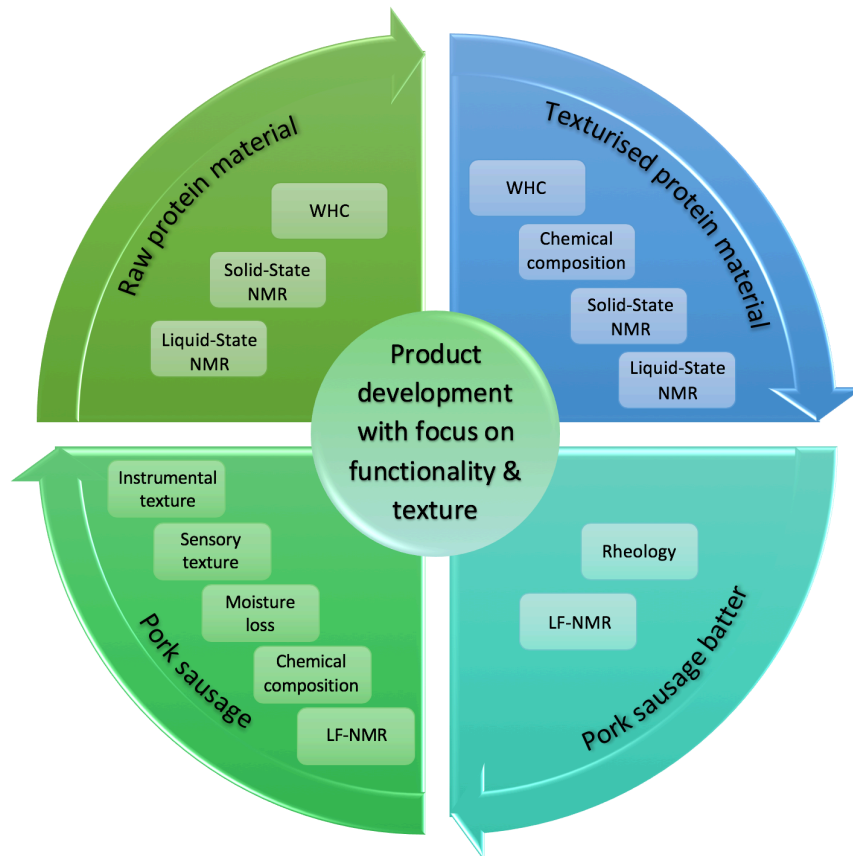 Raw protein material
WHC
Solid-State
NMR
Liquid-State
NMR
Texturised protein material
WHC
Chemical
composition
Solid-State
NMR
Liquid-State
NMR
Product
development
with focus on
functionality &
texture
Instrumental
texture
Sensory
texture
Moisture
loss
Chemical
composition
LF-NMR
Pork sausage
Rheology
LF-NMR
Pork sausage batter